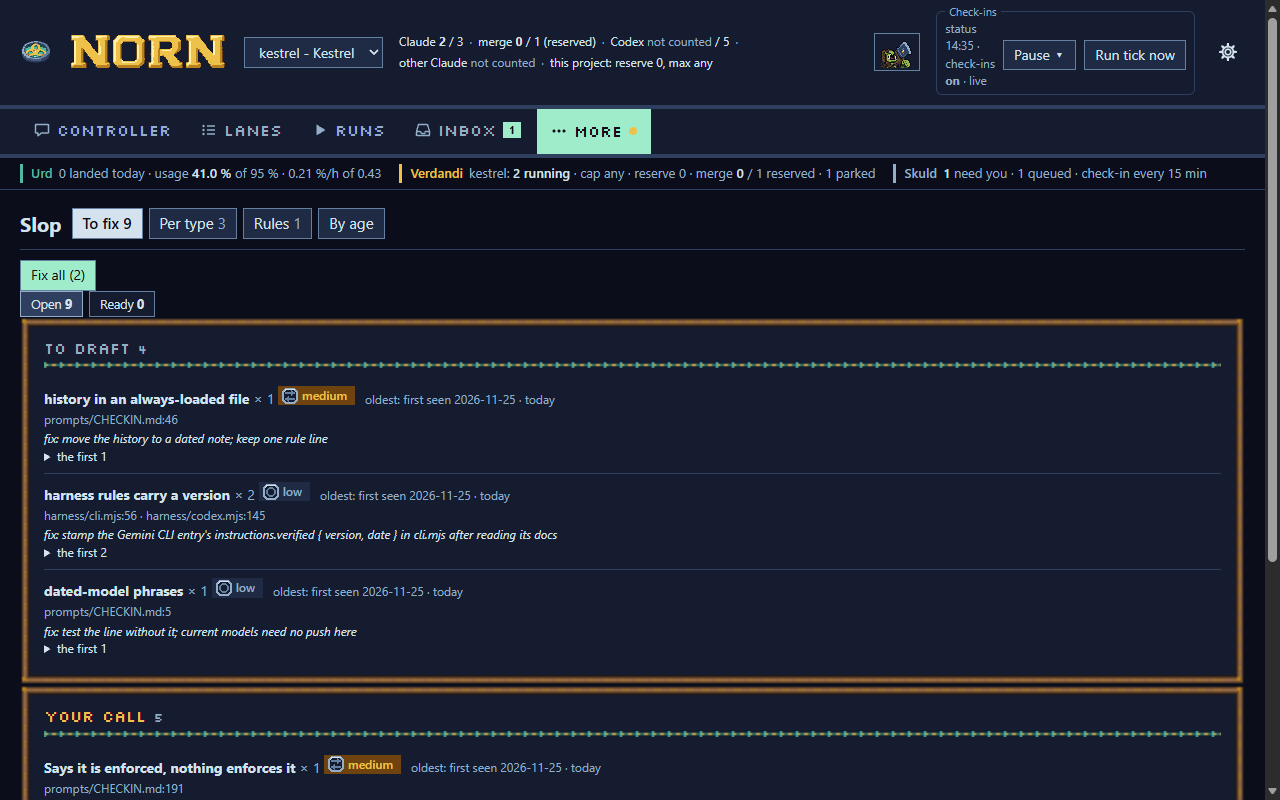 NORN
kestrel - Kestrel
Claude 2 / 3 · merge 0 / 1 (reserved) · Codex not counted / 5 ·
other Claude not counted · this project: reserve 0, max any
Check-ins
status
14:35 ·
check-ins
on · live
Pause ▾
Run tick now
CONTROLLER
LANES
RUNS
INBOX 1
MORE
Urd 0 landed today · usage 41.0 % of 95 % · 0.21 %/h of 0.43
Verdandi kestrel: 2 running · cap any · reserve 0 · merge 0 / 1 reserved · 1 parked
Skuld 1 need you · 1 queued · check-in every 15 min
Slop
To fix 9
Per type 3
Rules 1
By age
Fix all (2)
Open 9
Ready 0
TO DRAFT 4
history in an always-loaded file × 1 medium oldest: first seen 2026-11-25 · today
prompts/CHECKIN.md:46
fix: move the history to a dated note; keep one rule line
▶ the first 1
harness rules carry a version × 2 low oldest: first seen 2026-11-25 · today
harness/cli.mjs:56 · harness/codex.mjs:145
fix: stamp the Gemini CLI entry's instructions.verified { version, date } in cli.mjs after reading its docs
▶ the first 2
dated-model phrases × 1 low oldest: first seen 2026-11-25 · today
prompts/CHECKIN.md:5
fix: test the line without it; current models need no push here
▶ the first 1
YOUR CALL 5
Says it is enforced, nothing enforces it × 1 medium oldest: first seen 2026-11-25 · today
prompts/CHECKIN.md:191